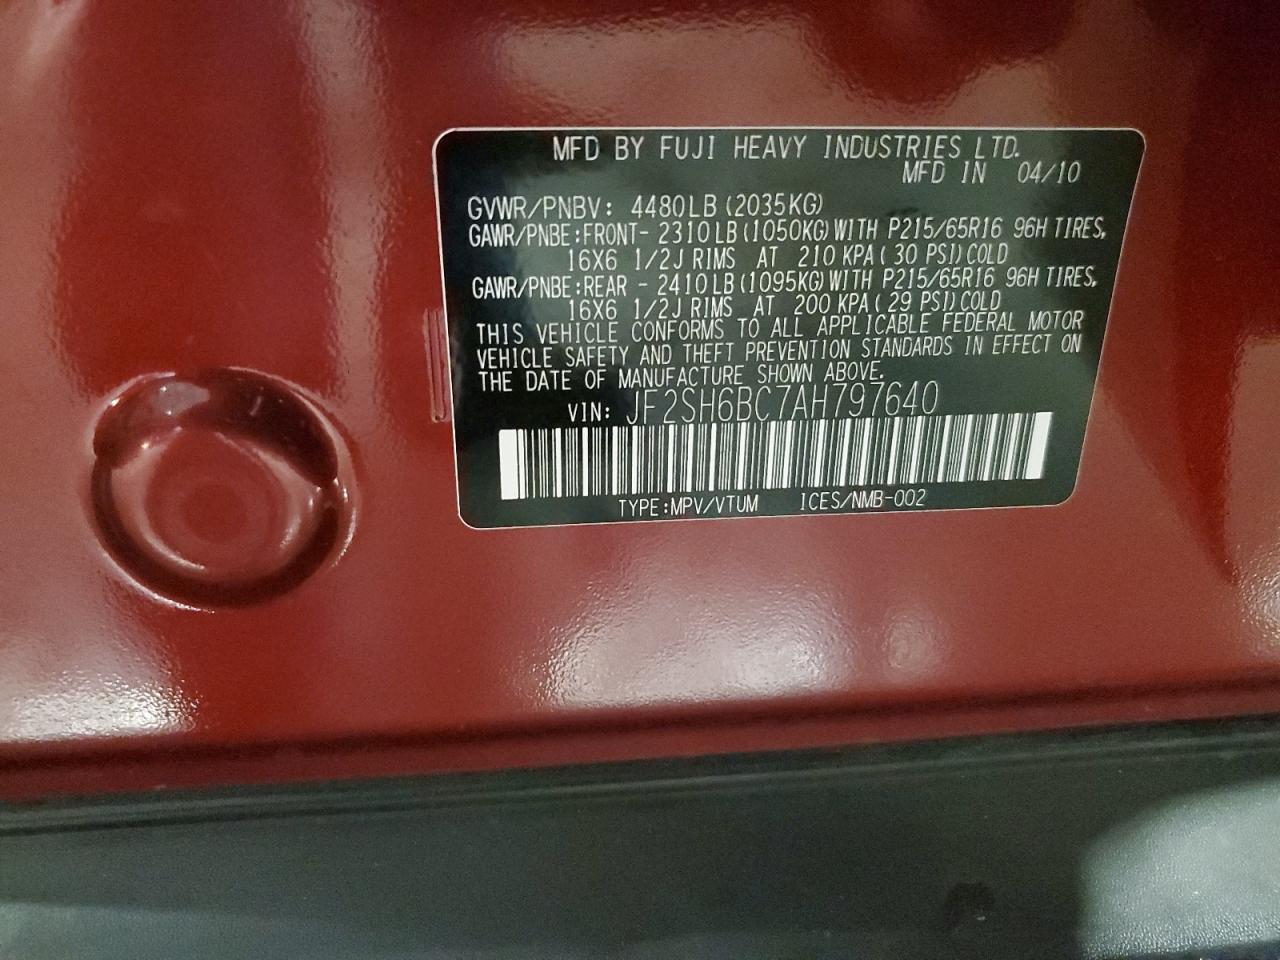 MFD BY FUJI HEAVY INDUSTRIES LTD.
MFD IN 04/10
GVWR/PNBV: 4480LB (2035KG)
GAWR/PNBE:FRONT- 2310LB (1050KG) WITH P215/65R16 96H TIRES,
16X6 1/2J RIMS AT 210 KPA ( 30 PSI) COLD
GAWR/PNBE:REAR - 2410LB (1095KG) WITH P215/65R16 96H TIRES,
16X6 1/2J RIMS AT 200 KPA ( 29 PSI) COLD
THIS VEHICLE CONFORMS TO ALL APPLICABLE FEDERAL MOTOR
VEHICLE SAFETY AND THEFT PREVENTION STANDARDS IN EFFECT ON
THE DATE OF MANUFACTURE SHOWN ABOVE.
VIN: JF2SH6BC7AH797640
TYPE:MPV/VTUM ICES/NMB-002